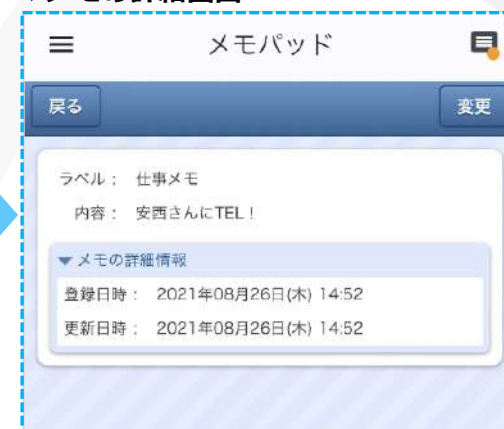 メモパッド
戻る
変更
ラベル： 仕事メモ
内容： 安西さんにTEL！
▼メモの詳細情報
登録日時： 2021年08月26日(木) 14:52
更新日時： 2021年08月26日(木) 14:52